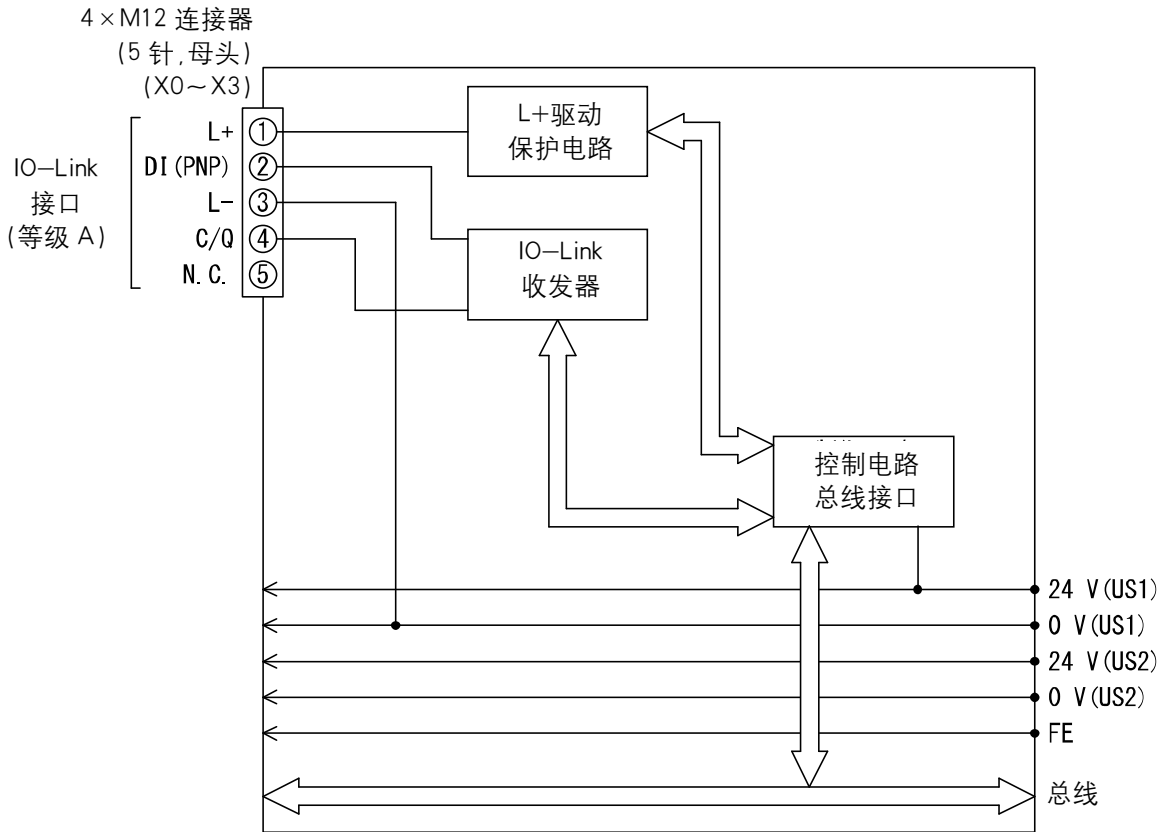 4×M12 连接器
(5 针,母头)
(X0～X3)
IO—Link
接口
(等级 A)
L+
①
DI(PNP)
②
L-
③
C/Q
④
N.C.
⑤
L+驱动
保护电路
IO—Link
收发器
控制电路
总线接口
24 V(US1)
0 V(US1)
24 V(US2)
0 V(US2)
FE
总线